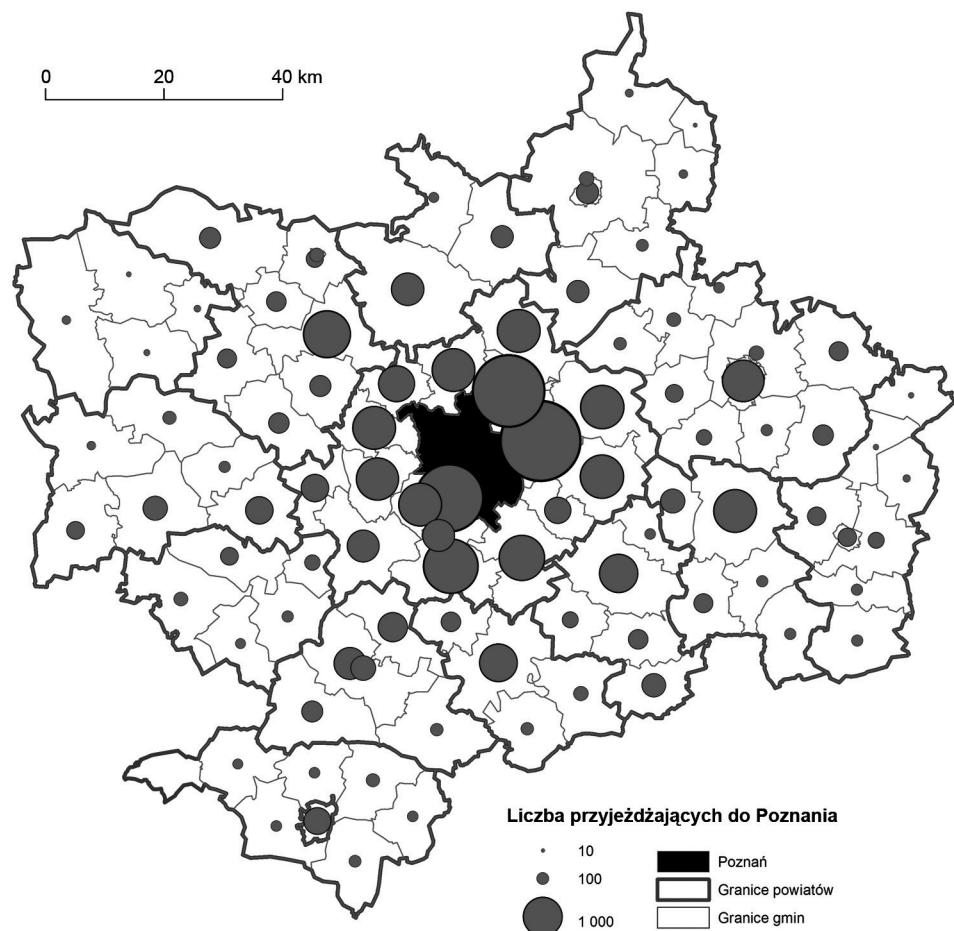 0 20 40 km
Liczba przyjeżdżających do Poznania
10
100
1 000
Poznań
Granice powiatów
Granice gmin